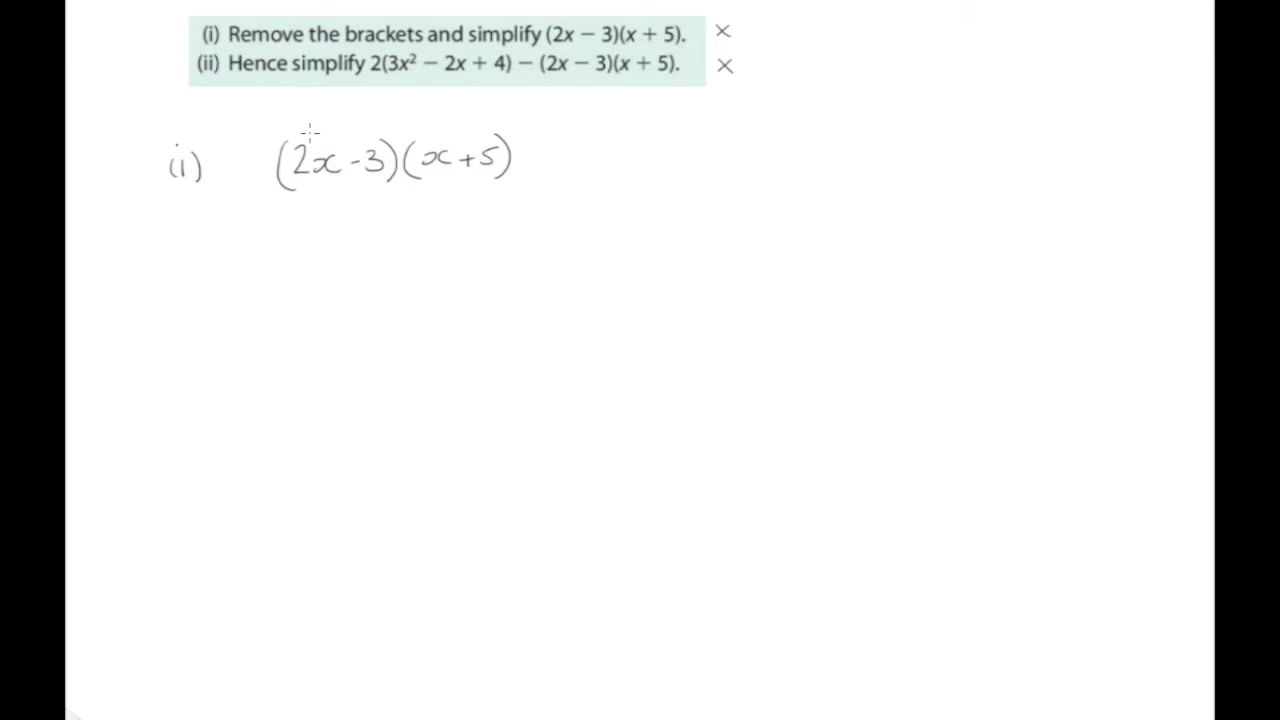 (i) Remove the brackets and simplify (2x − 3)(x + 5). ×
(ii) Hence simplify 2(3x² − 2x + 4) − (2x − 3)(x + 5). ×
(i) (2x - 3)(x + 5)